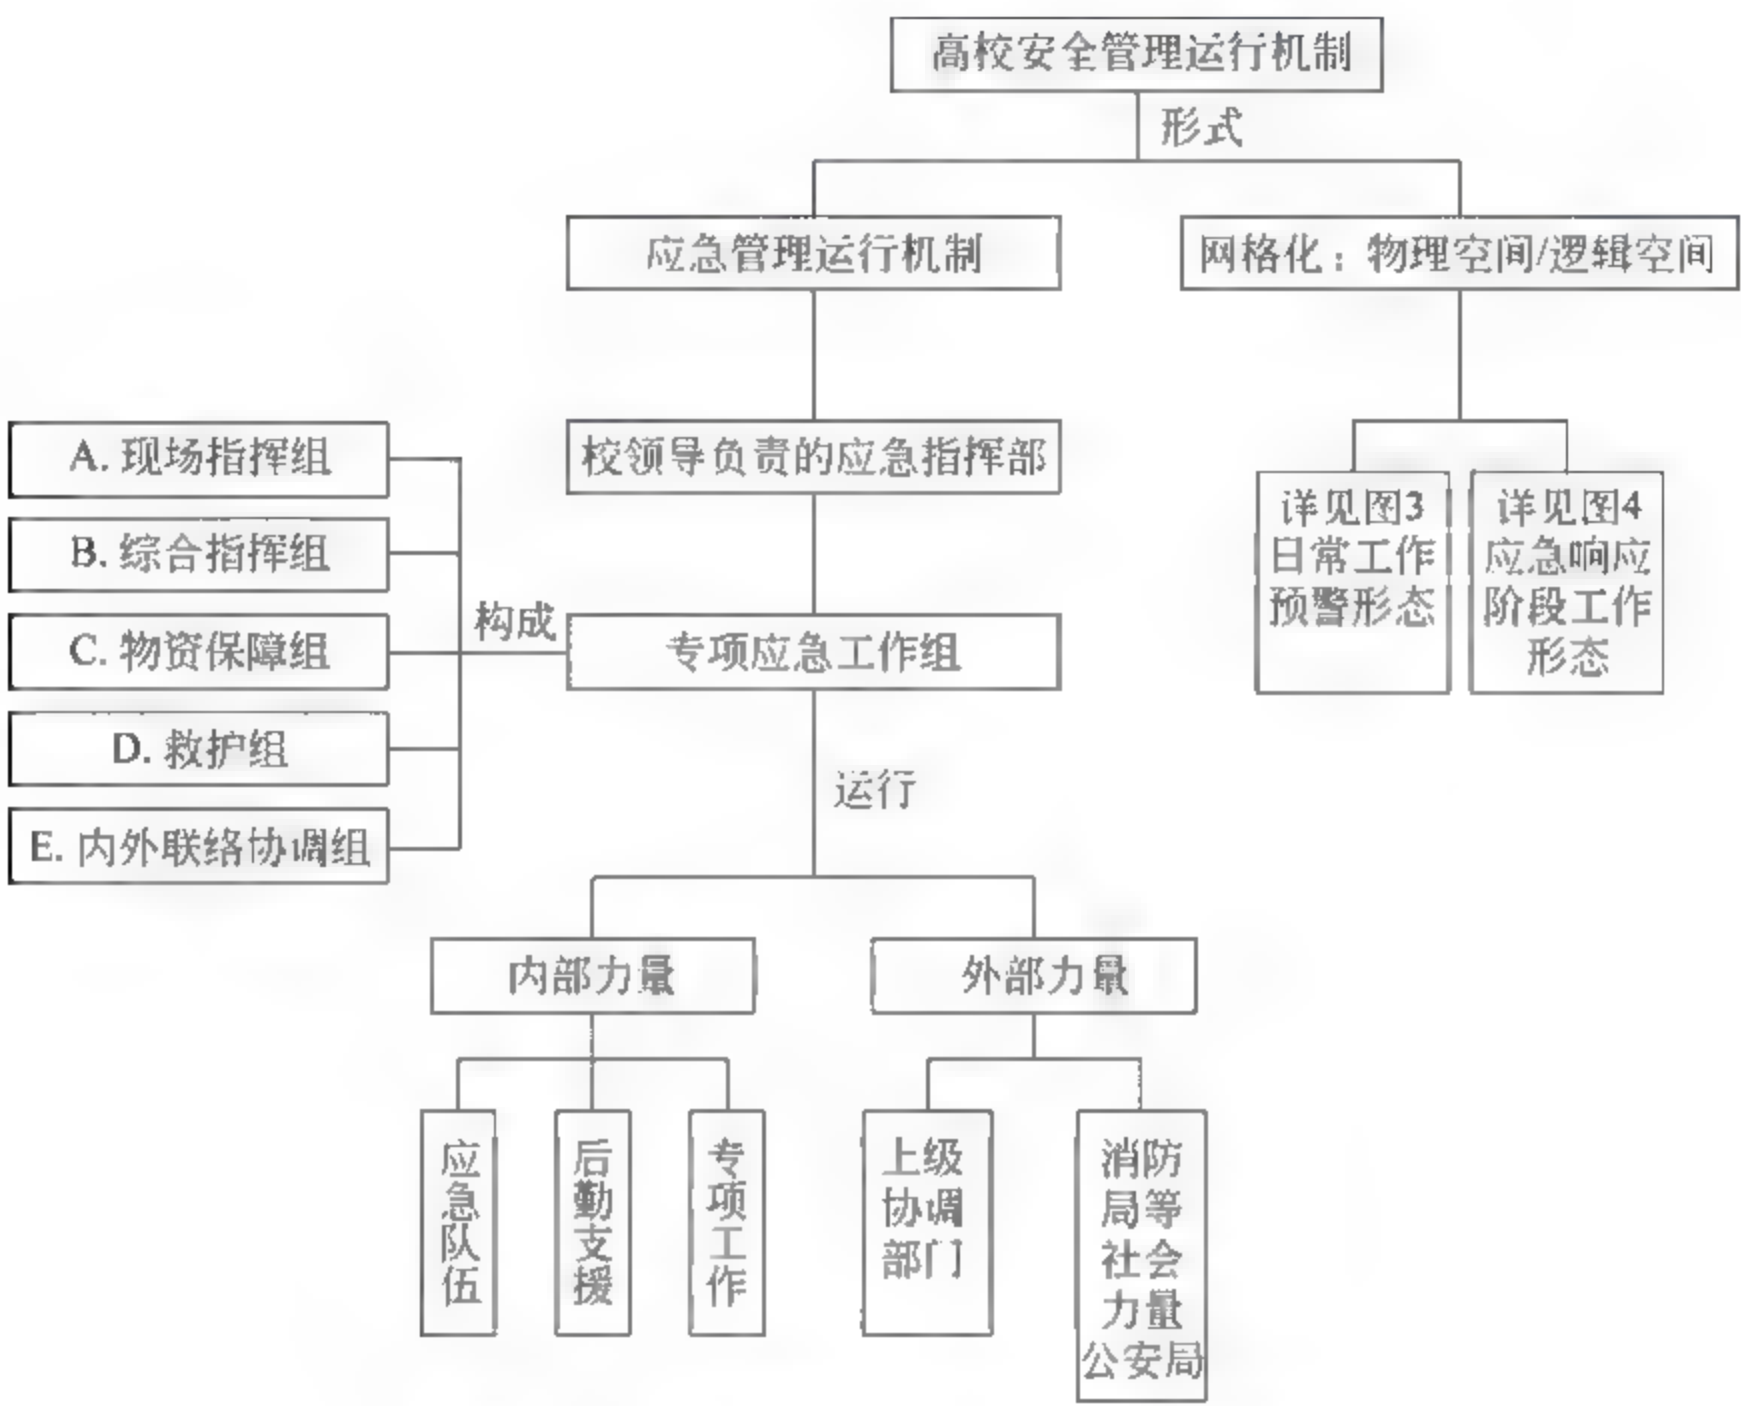 高校安全管理运行机制
形式
应急管理运行机制
网格化：物理空间/逻辑空间
校领导负责的应急指挥部
A. 现场指挥组
B. 综合指挥组
C. 物资保障组
D. 救护组
E. 内外联络协调组
构成
专项应急工作组
详见图3
日常工作
预警形态
详见图4
应急响应
阶段工作
形态
运行
内部力量
外部力量
应急队伍
后勤支援
专项工作
上级
协调
部门
消防
局等
社会
力量
公安局